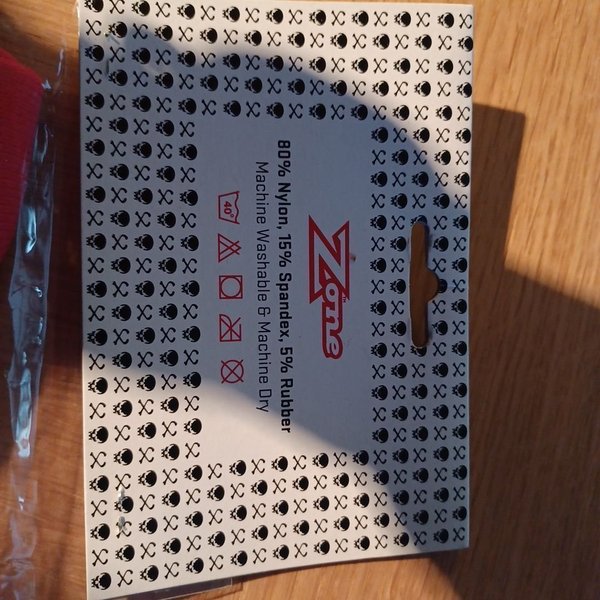 Zone
80% Nylon, 15% Spandex, 5% Rubber
Machine Washable & Machine Dry
40°